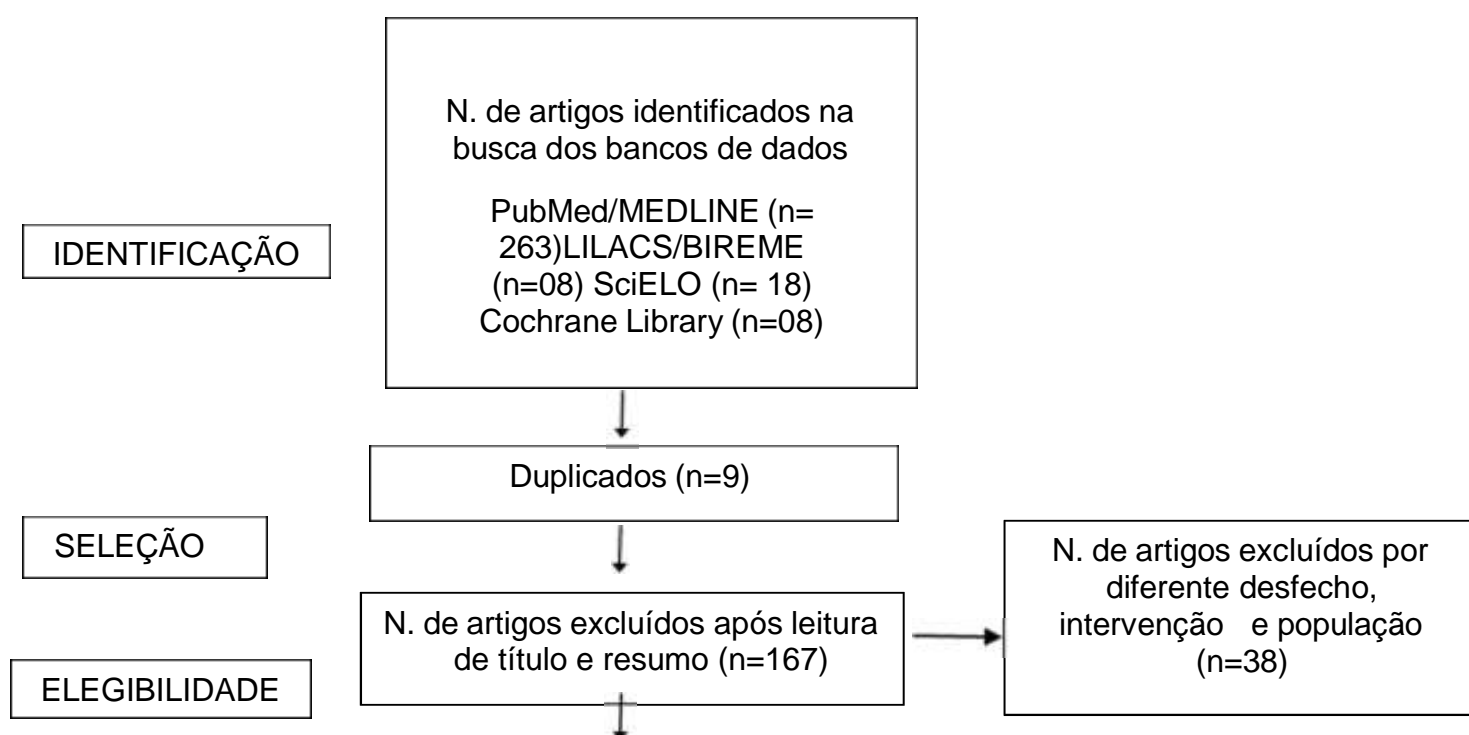 N. de artigos identificados na
busca dos bancos de dados
PubMed/MEDLINE (n=
263)LILACS/BIREME
(n=08) SciELO (n= 18)
Cochrane Library (n=08)
IDENTIFICAÇÃO
Duplicados (n=9)
SELEÇÃO
N. de artigos excluídos após leitura
de título e resumo (n=167)
N. de artigos excluídos por
diferente desfecho,
intervenção e população
(n=38)
ELEGIBILIDADE